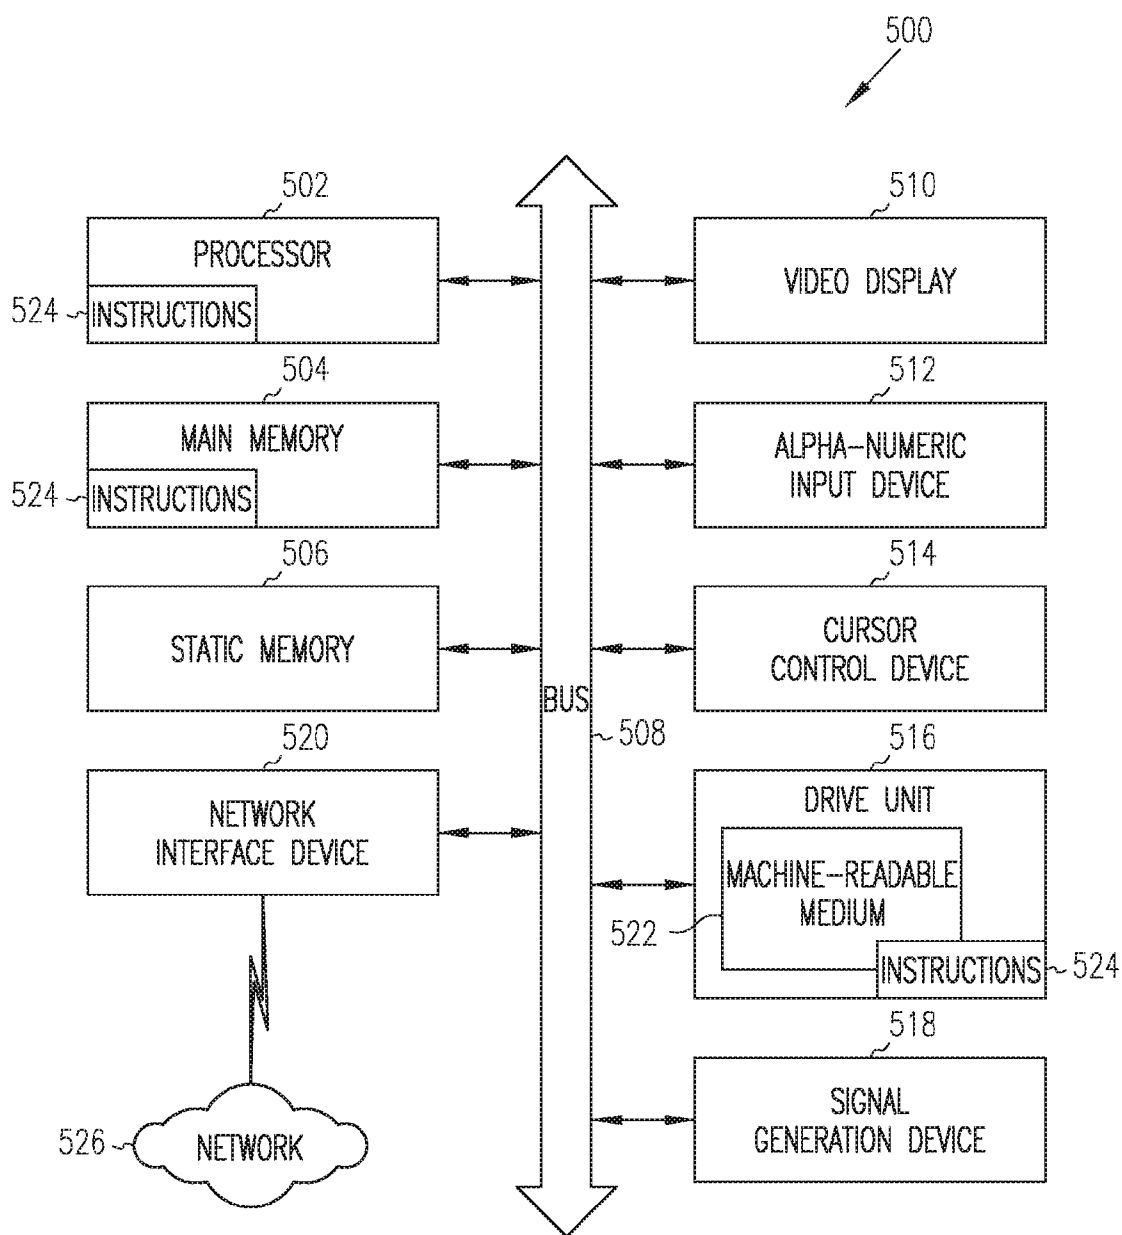 500
502
PROCESSOR
524
INSTRUCTIONS
504
MAIN MEMORY
524
INSTRUCTIONS
506
STATIC MEMORY
520
NETWORK
INTERFACE DEVICE
526
NETWORK
BUS
508
510
VIDEO DISPLAY
512
ALPHA-NUMERIC
INPUT DEVICE
514
CURSOR
CONTROL DEVICE
516
DRIVE UNIT
MACHINE-READABLE
MEDIUM
522
INSTRUCTIONS
524
518
SIGNAL
GENERATION DEVICE